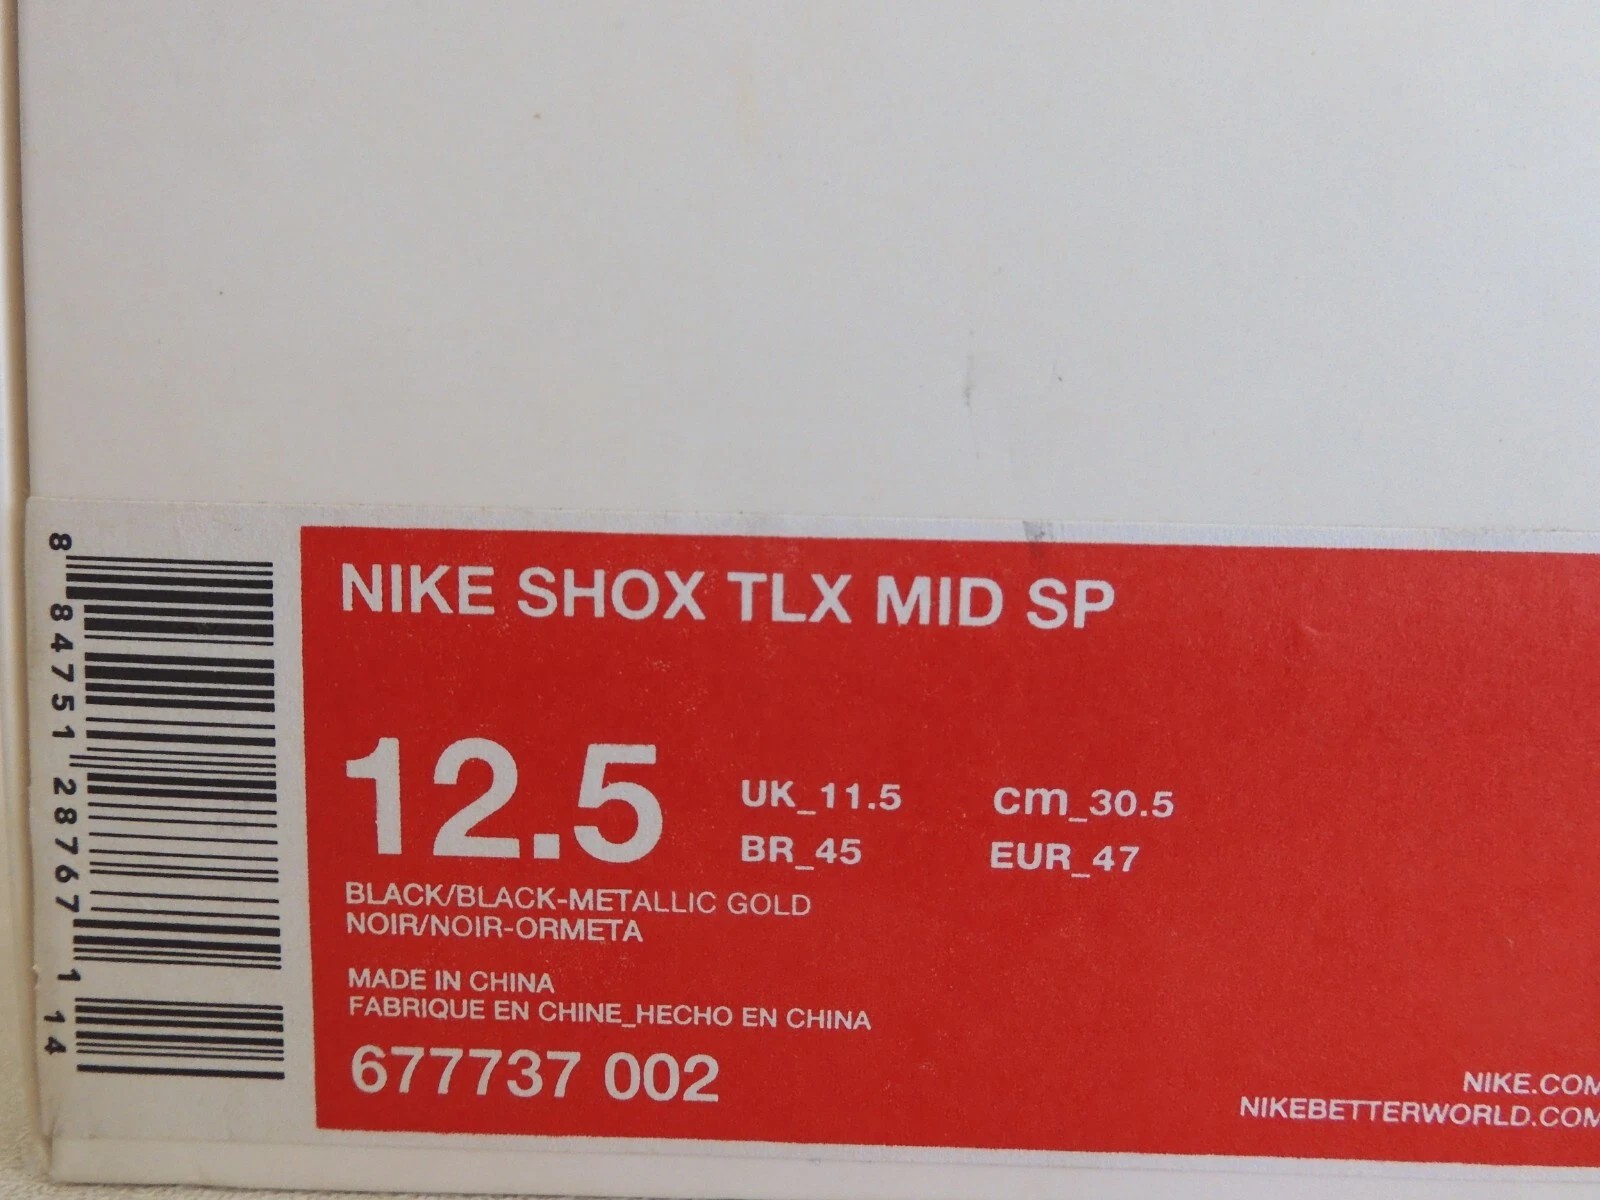 NIKE SHOX TLX MID SP
12.5
UK_11.5 cm_30.5
BR_45 EUR_47
BLACK/BLACK-METALLIC GOLD
NOIR/NOIR-ORMETA
MADE IN CHINA
FABRIQUE EN CHINE_HECHO EN CHINA
677737 002
NIKE.COM
NIKEBETTERWORLD.COM
8 84751 28767 1 14